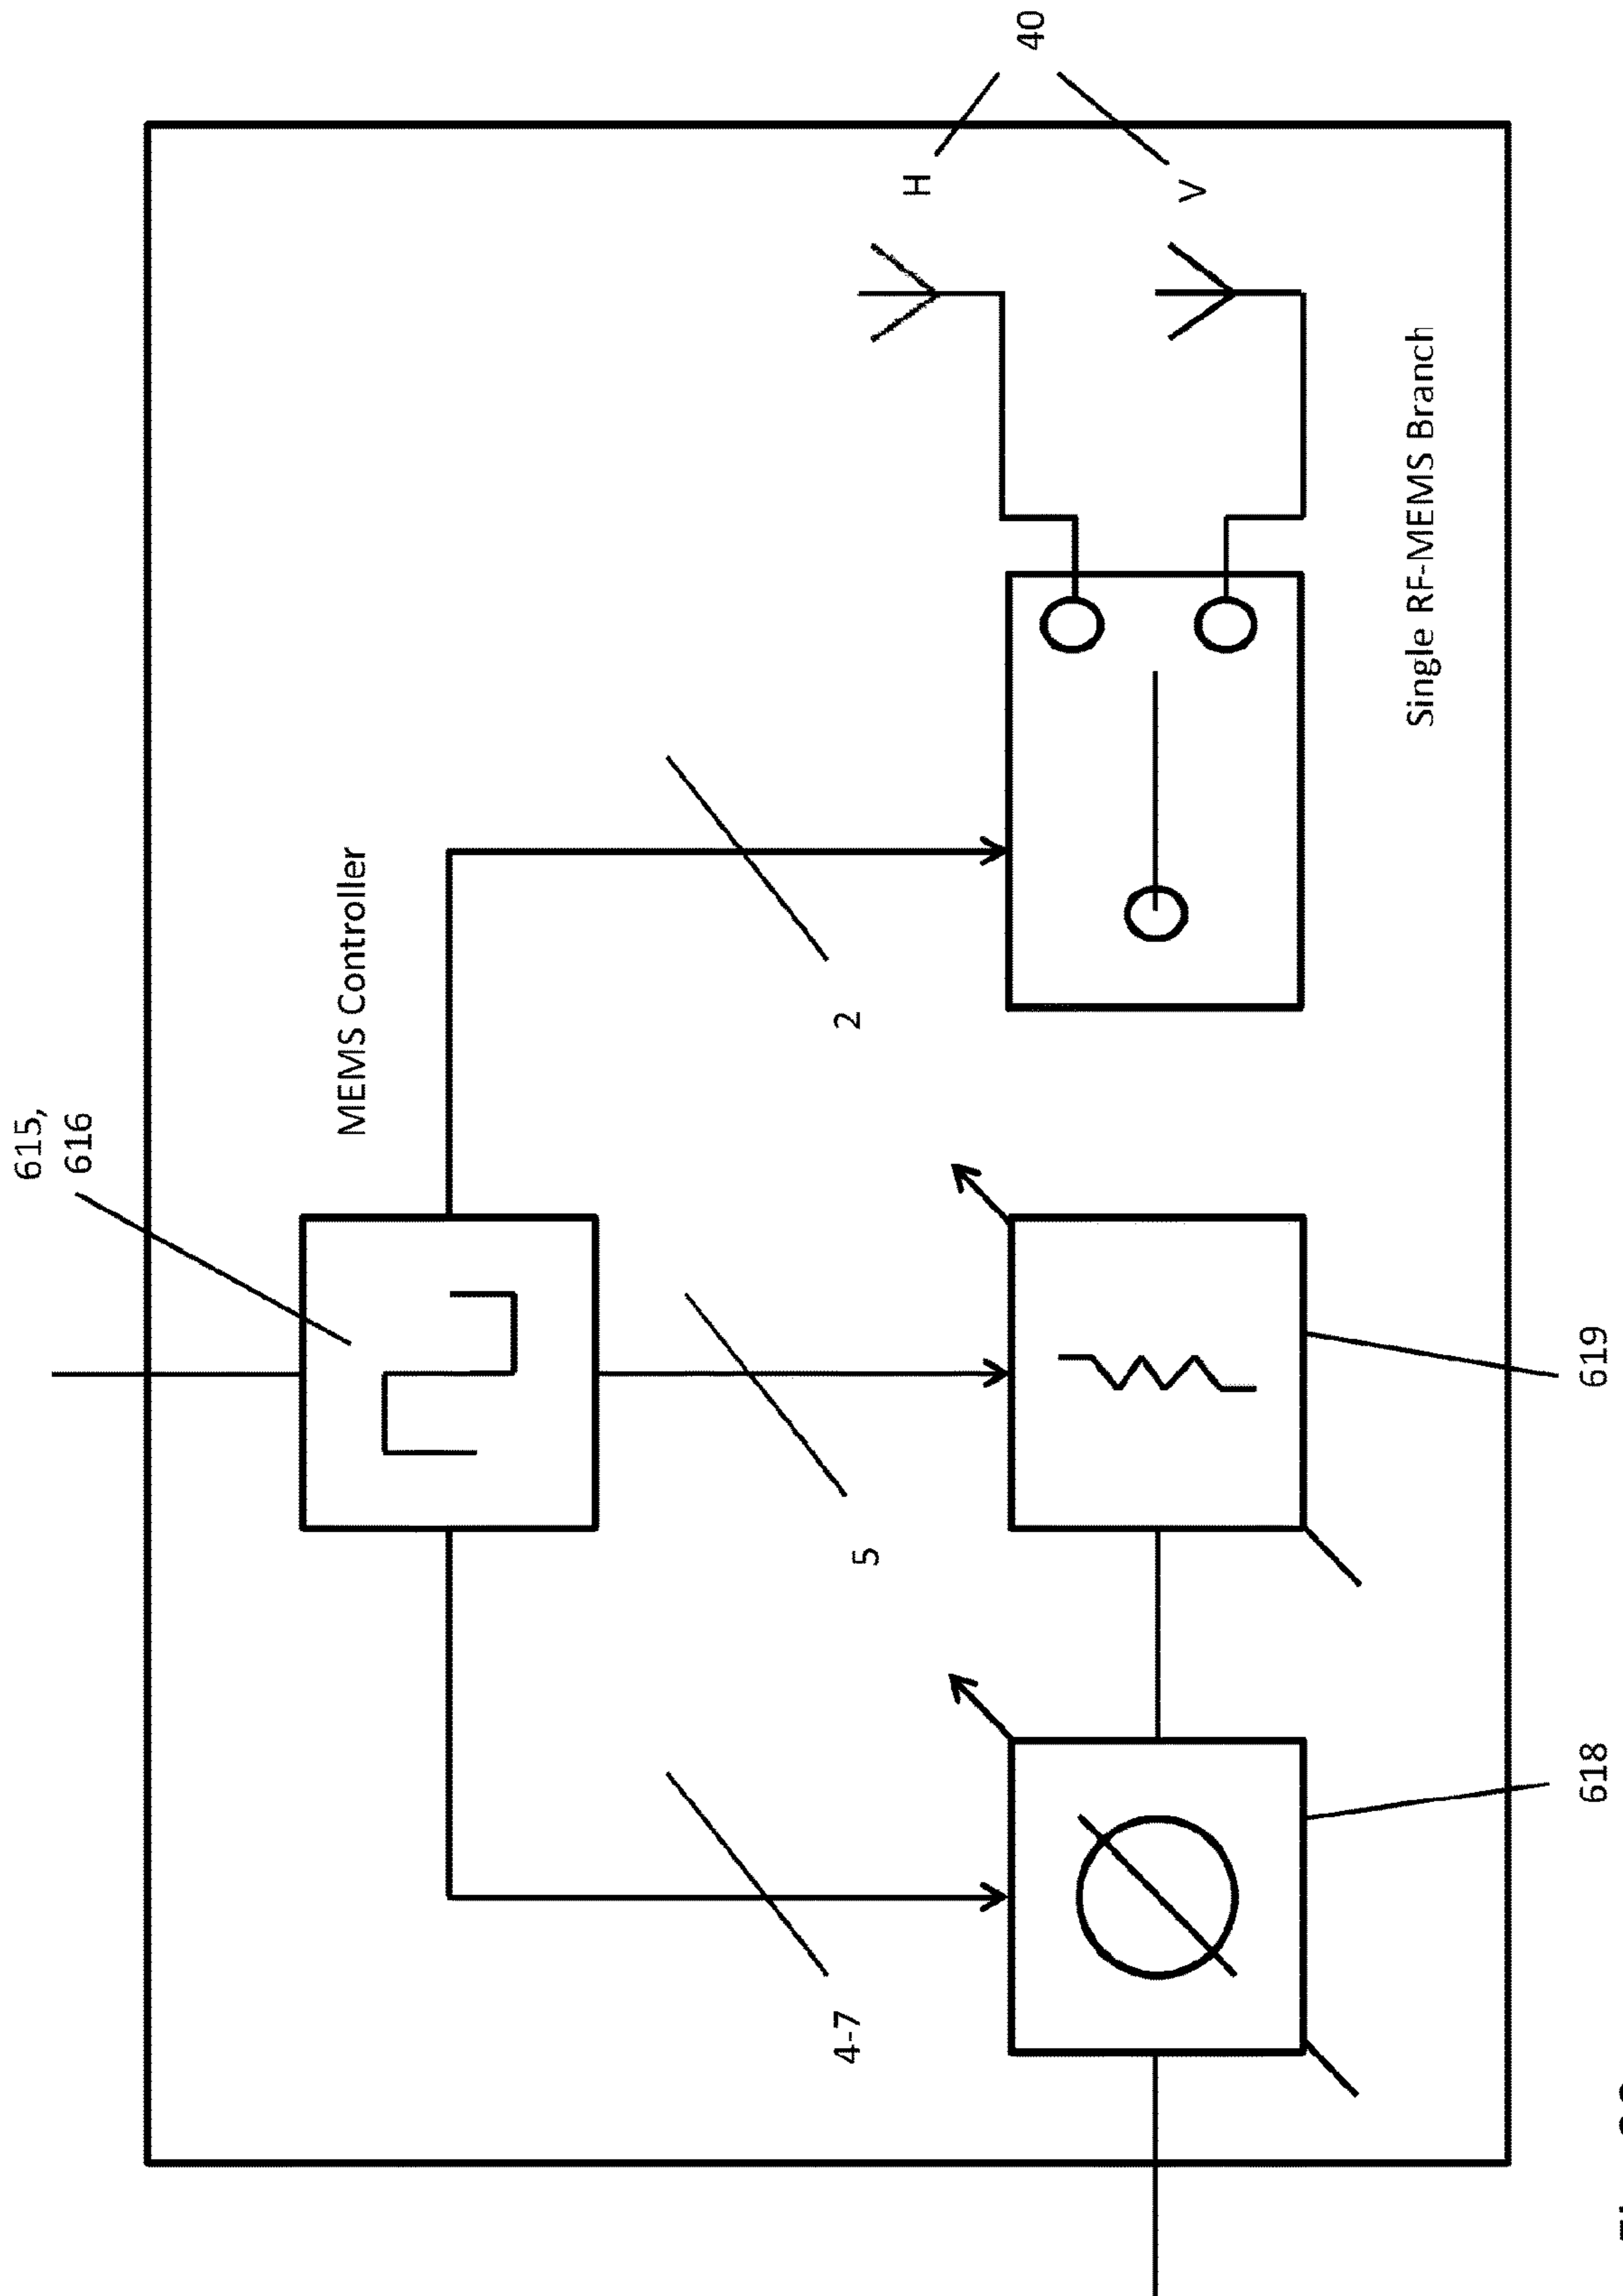 615,
616
MEMS Controller
40
H
V
2
5
4-7
Single RF-MEMS Branch
619
618